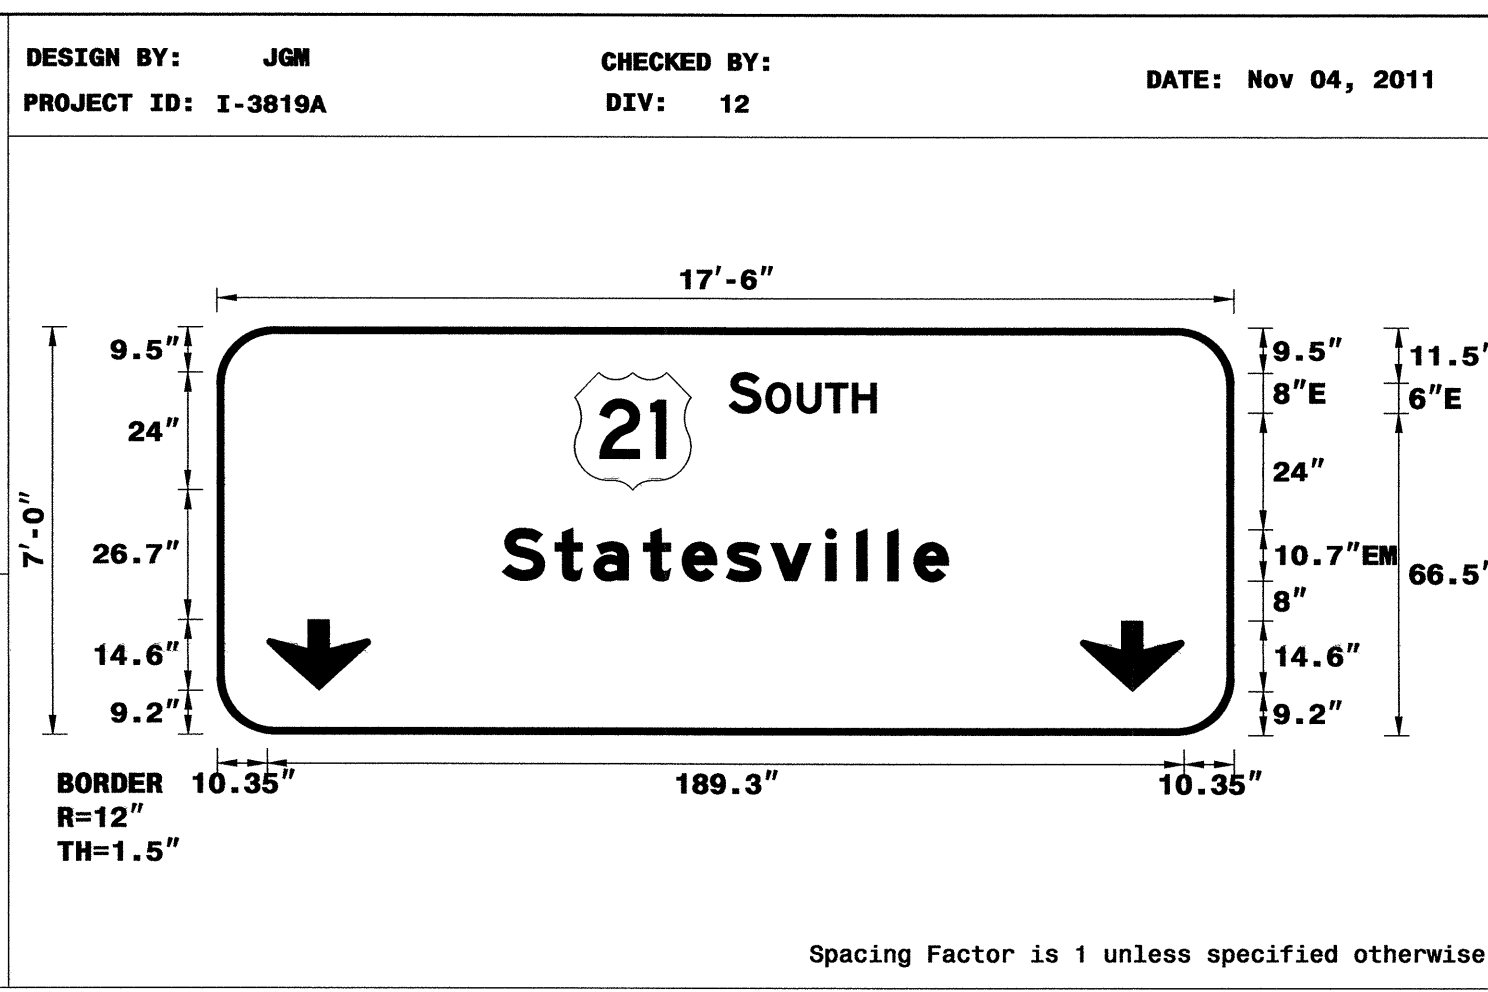 DESIGN BY: JGM
CHECKED BY:
DATE: Nov 04, 2011
PROJECT ID: I-3819A
DIV: 12
17'-6"
9.5"
24"
26.7"
14.6"
9.2"
7'-0"
21 SOUTH
Statesville
9.5"
8"E
24"
10.7"EM
8"
14.6"
9.2"
11.5"
6"E
66.5"
10.35" 189.3" 10.35"
BORDER
R=12"
TH=1.5"
Spacing Factor is 1 unless specified otherwise